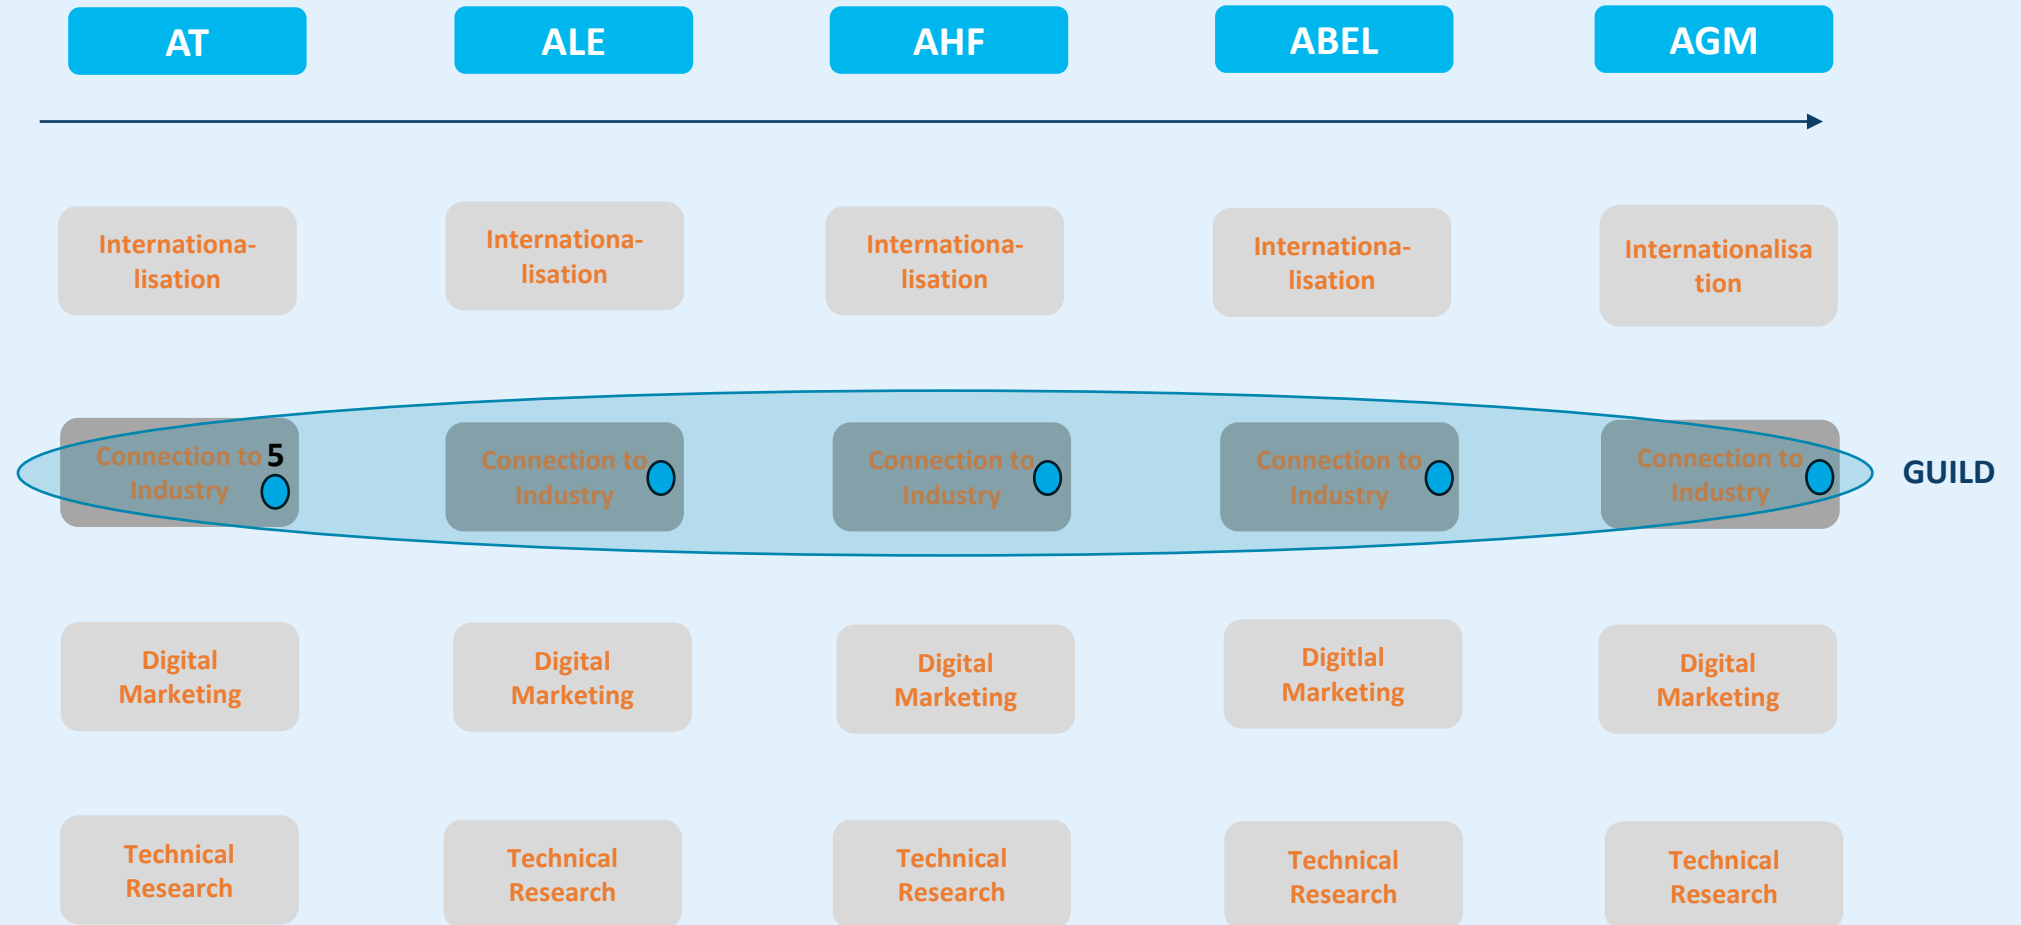 AT
ALE
AHF
ABEL
AGM
Internationa-
lisation
Internationa-
lisation
Internationa-
lisation
Internationa-
lisation
Internationalisa
tion
Connection to
Industry
5
Connection to
Industry
Connection to
Industry
Connection to
Industry
Connection to
Industry
GUILD
Digital
Marketing
Digital
Marketing
Digital
Marketing
Digitlal
Marketing
Digital
Marketing
Technical
Research
Technical
Research
Technical
Research
Technical
Research
Technical
Research